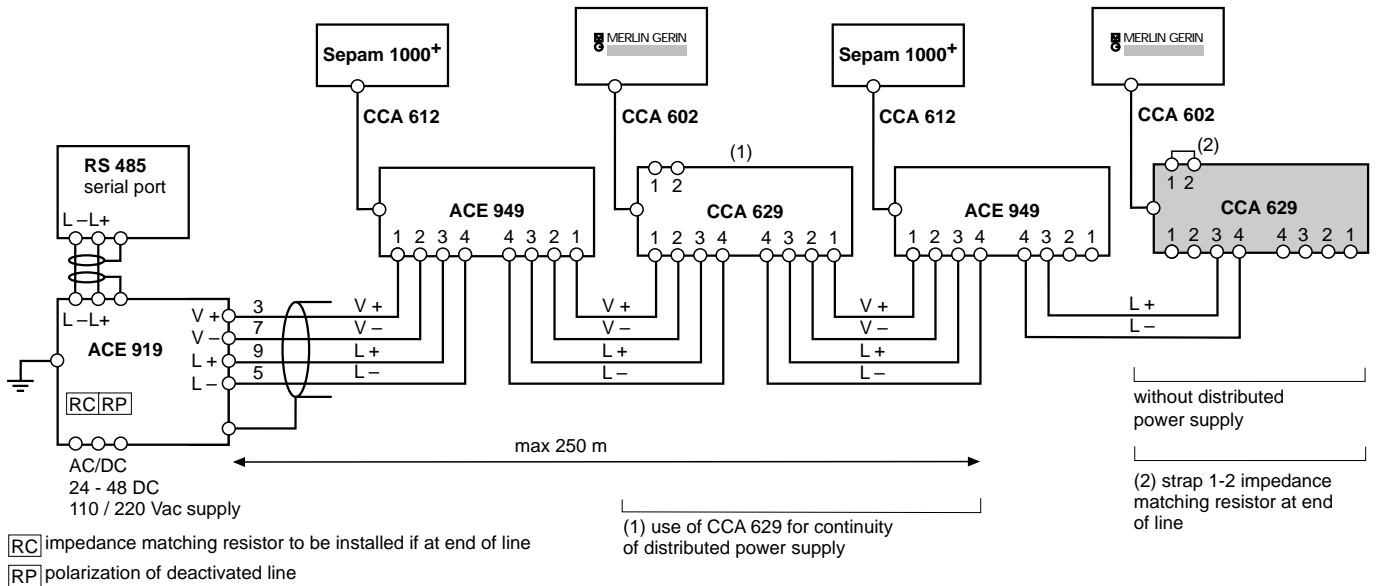 Sepam 1000+
MERLIN GERIN
Sepam 1000+
MERLIN GERIN
CCA 612
CCA 602
CCA 612
CCA 602
RS 485
serial port
L – L+
(1)
1 2
(2)
1 2
ACE 949
CCA 629
ACE 949
CCA 629
1 2 3 4 4 3 2 1
1 2 3 4 4 3 2 1
1 2 3 4 4 3 2 1
1 2 3 4 4 3 2 1
L – L+
ACE 919
V + 3 V +
V – 7 V –
L + 9 L +
L – 5 L –
V +
V –
L +
L –
V +
V –
L +
L –
L +
L –
RC RP
without distributed
power supply
max 250 m
AC/DC
24 - 48 DC
110 / 220 Vac supply
(1) use of CCA 629 for continuity
of distributed power supply
(2) strap 1-2 impedance
matching resistor at end
of line
RC impedance matching resistor to be installed if at end of line
RP polarization of deactivated line